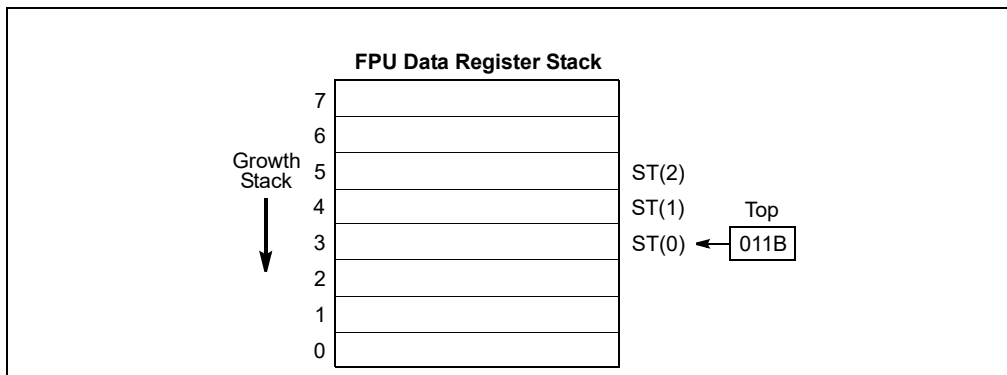 FPU Data Register Stack
7
6
Growth
Stack
5
ST(2)
4
ST(1)
Top
3
ST(0)
011B
2
1
0